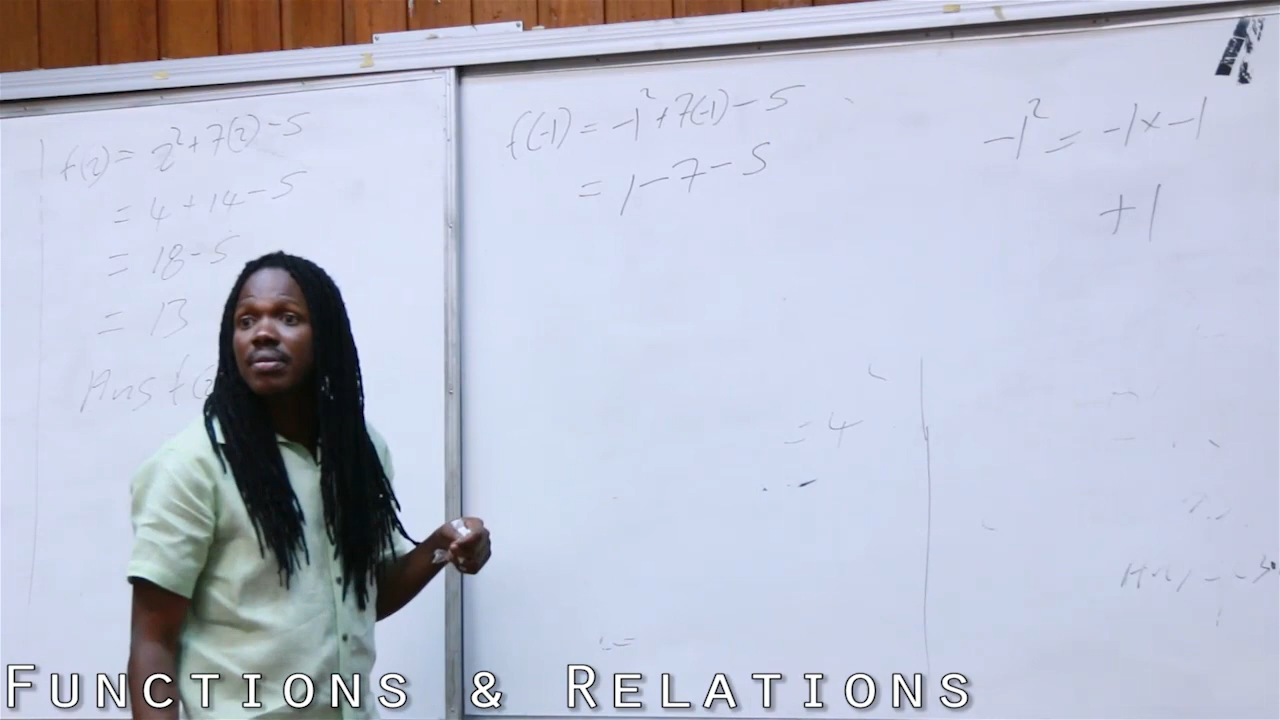 f(2) = 2² + 7(2) - 5
= 4 + 14 - 5
= 18 - 5
= 13
Ans f(2
f(-1) = -1² + 7(-1) - 5
= 1 - 7 - 5
-1² = -1 x -1
+1
= 4
FUNCTIONS & RELATIONS